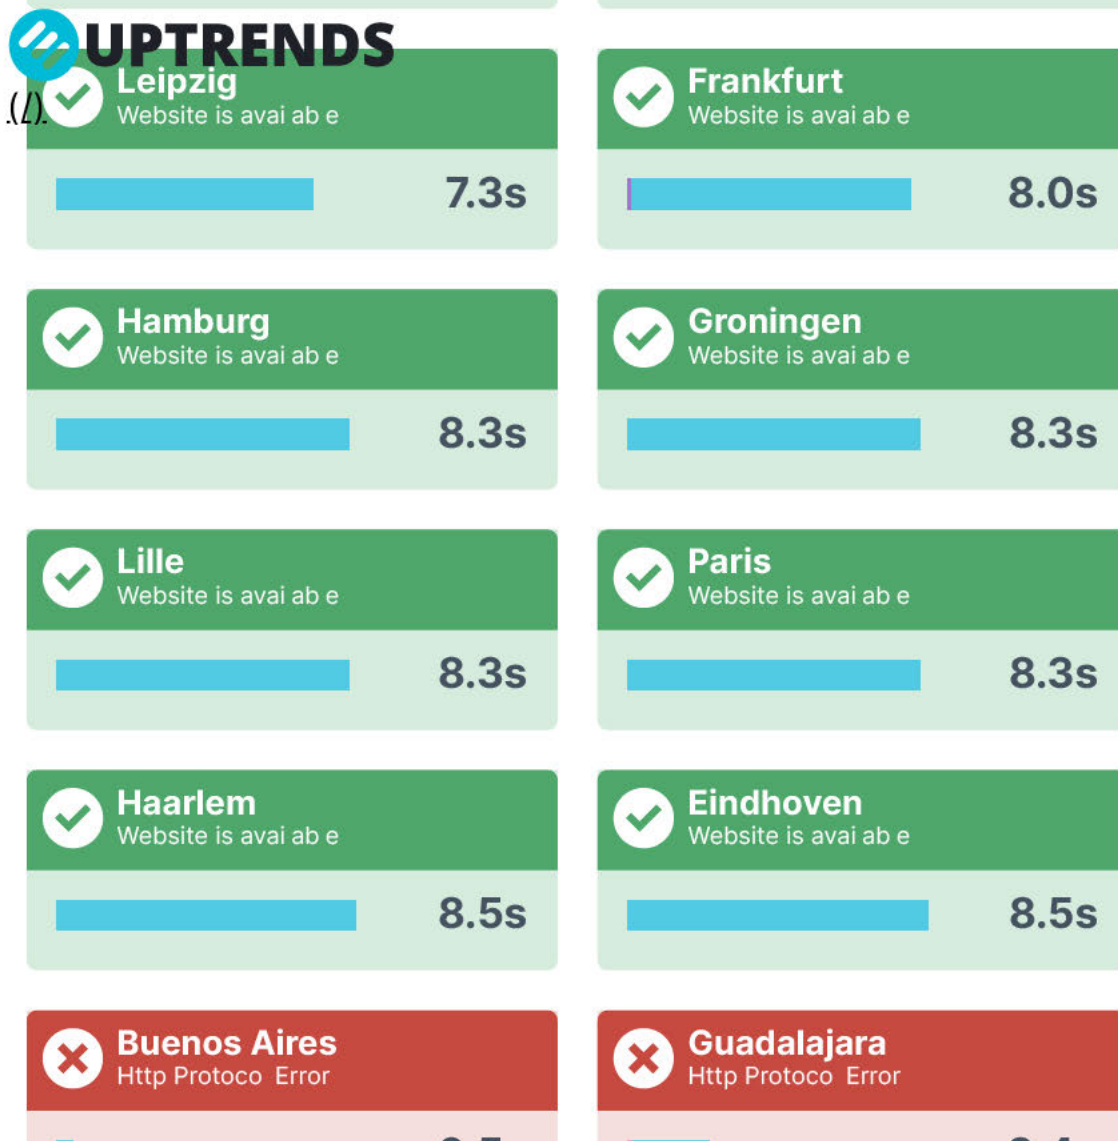 UPTRENDS
(/)
Leipzig
Website is avai ab e
7.3s
Frankfurt
Website is avai ab e
8.0s
Hamburg
Website is avai ab e
8.3s
Groningen
Website is avai ab e
8.3s
Lille
Website is avai ab e
8.3s
Paris
Website is avai ab e
8.3s
Haarlem
Website is avai ab e
8.5s
Eindhoven
Website is avai ab e
8.5s
Buenos Aires
Http Protoco Error
Guadalajara
Http Protoco Error